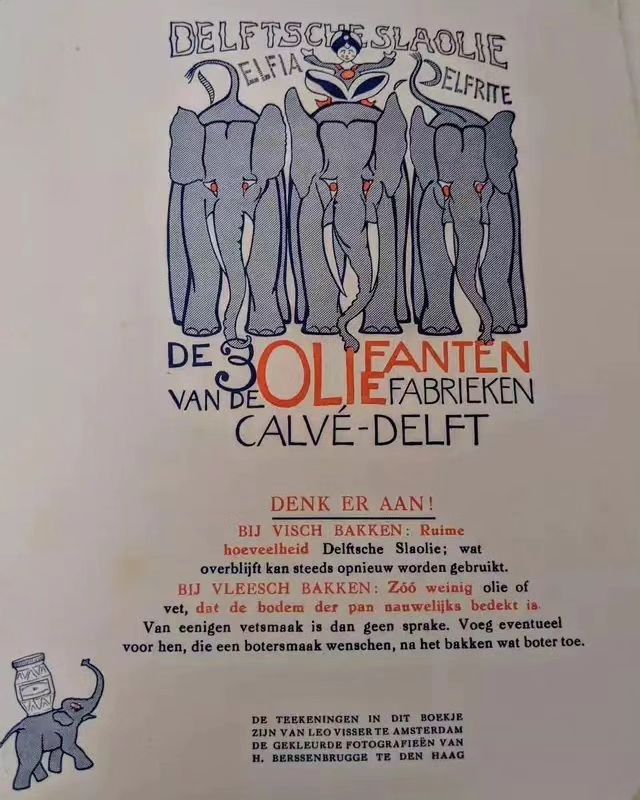 DELFTSCHE SLAOLIE
DELFIA DELFRITE
DE 3 OLIEFANTEN
VAN DE OLIEFABRIEKEN
CALVÉ-DELFT
DENK ER AAN!
BIJ VISCH BAKKEN: Ruime
hoeveelheid Delftsche Slaolie; wat
overblijft kan steeds opnieuw worden gebruikt.
BIJ VLEESCH BAKKEN: Zóó weinig olie of
vet, dat de bodem der pan nauwelijks bedekt is.
Van eenigen vetsmaak is dan geen sprake. Voeg eventueel
voor hen, die een botersmaak wenschen, na het bakken wat boter toe.
DE TEEKENINGEN IN DIT BOEKJE
ZIJN VAN LEO VISSER TE AMSTERDAM
DE GEKLEURDE FOTOGRAFIEËN VAN
H. BERSSENBRUGGE TE DEN HAAG